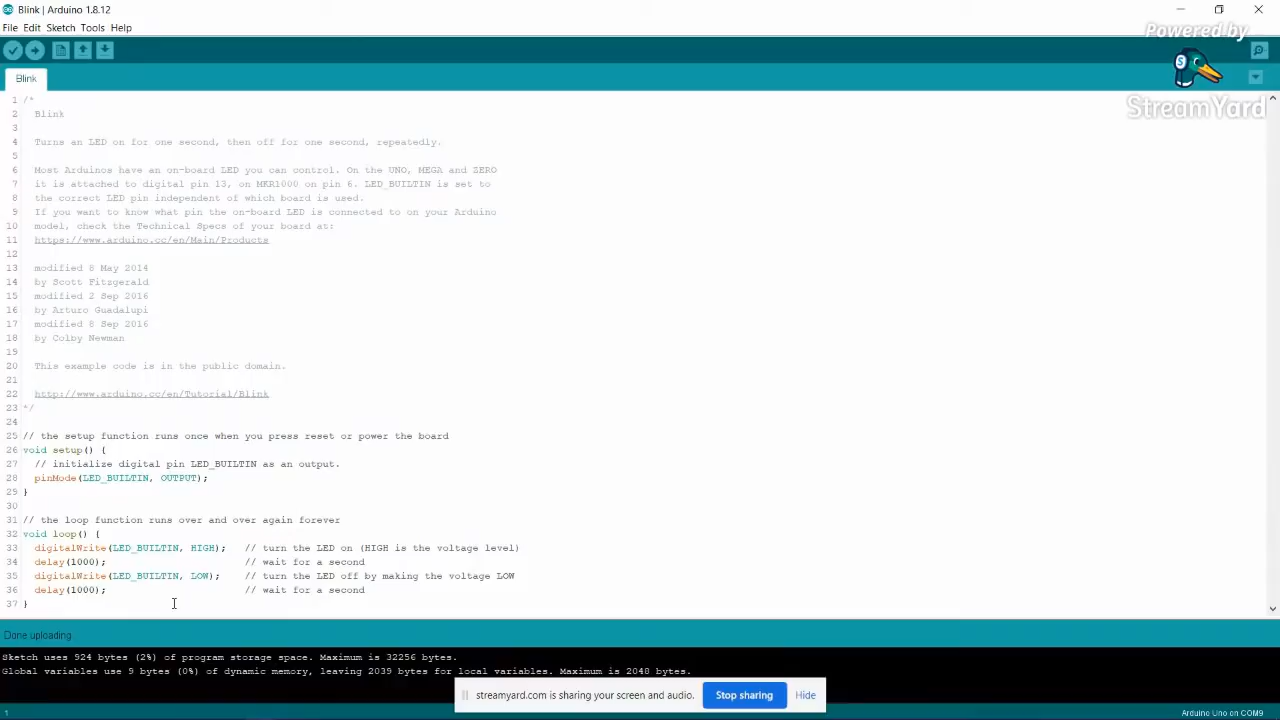 Blink | Arduino 1.8.12
File Edit Sketch Tools Help
Powered by
StreamYard
Blink
1 /*
2 Blink
3
4 Turns an LED on for one second, then off for one second, repeatedly.
5
6 Most Arduinos have an on-board LED you can control. On the UNO, MEGA and ZERO
7 it is attached to digital pin 13, on MKR1000 on pin 6. LED_BUILTIN is set to
8 the correct LED pin independent of which board is used.
9 If you want to know what pin the on-board LED is connected to on your Arduino
10 model, check the Technical Specs of your board at:
11 https://www.arduino.cc/en/Main/Products
12
13 modified 8 May 2014
14 by Scott Fitzgerald
15 modified 2 Sep 2016
16 by Arturo Guadalupi
17 modified 8 Sep 2016
18 by Colby Newman
19
20 This example code is in the public domain.
21
22 http://www.arduino.cc/en/Tutorial/Blink
23 */
24
25 // the setup function runs once when you press reset or power the board
26 void setup() {
27 // initialize digital pin LED_BUILTIN as an output.
28 pinMode(LED_BUILTIN, OUTPUT);
29 }
30
31 // the loop function runs over and over again forever
32 void loop() {
33 digitalWrite(LED_BUILTIN, HIGH); // turn the LED on (HIGH is the voltage level)
34 delay(1000); // wait for a second
35 digitalWrite(LED_BUILTIN, LOW); // turn the LED off by making the voltage LOW
36 delay(1000); // wait for a second
37 }
Done uploading.
Sketch uses 924 bytes (2%) of program storage space. Maximum is 32256 bytes.
Global variables use 9 bytes (0%) of dynamic memory, leaving 2039 bytes for local variables. Maximum is 2048 bytes.
streamyard.com is sharing your screen and audio. Stop sharing Hide
1 Arduino Uno on COM9